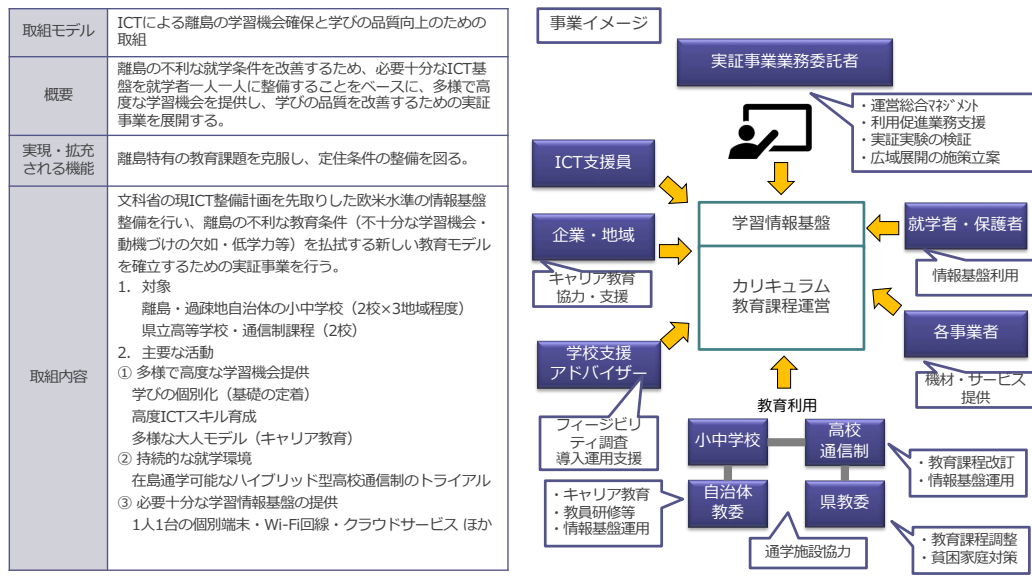 取組モデル
ICTによる離島の学習機会確保と学びの品質向上のための
取組
概要
離島の不利な就学条件を改善するため、必要十分なICT基
盤を就学者一人一人に整備することをベースに、多様で高
度な学習機会を提供し、学びの品質を改善するための実証
事業を展開する。
実現・拡充
される機能
離島特有の教育課題を克服し、定住条件の整備を図る。
取組内容
文科省の現ICT整備計画を先取りした欧米水準の情報基盤
整備を行い、離島の不利な教育条件（不十分な学習機会・
動機づけの欠如・低学力等）を払拭する新しい教育モデル
を確立するための実証事業を行う。
1. 対象
離島・過疎地自治体の小中学校（2校×3地域程度）
県立高等学校・通信制課程（2校）
2. 主要な活動
① 多様で高度な学習機会提供
学びの個別化（基礎の定着）
高度ICTスキル育成
多様な大人モデル（キャリア教育）
② 持続的な就学環境
在島通学可能なハイブリッド型高校通信制のトライアル
③ 必要十分な学習情報基盤の提供
1人1台の個別端末・Wi-Fi回線・クラウドサービス ほか
事業イメージ
実証事業業務委託者
・運営総合ﾏﾈｼﾞﾒﾝﾄ
・利用促進業務支援
・実証実験の検証
・広域展開の施策立案
ICT支援員
企業・地域
キャリア教育
協力・支援
学習情報基盤
カリキュラム
教育課程運営
就学者・保護者
情報基盤利用
各事業者
機材・サービス
提供
学校支援
アドバイザー
フィージビリ
ティ調査
導入運用支援
教育利用
小中学校
高校
通信制
・教育課程改訂
・情報基盤運用
自治体
教委
・キャリア教育
・教員研修等
・情報基盤運用
県教委
通学施設協力
・教育課程調整
・貧困家庭対策